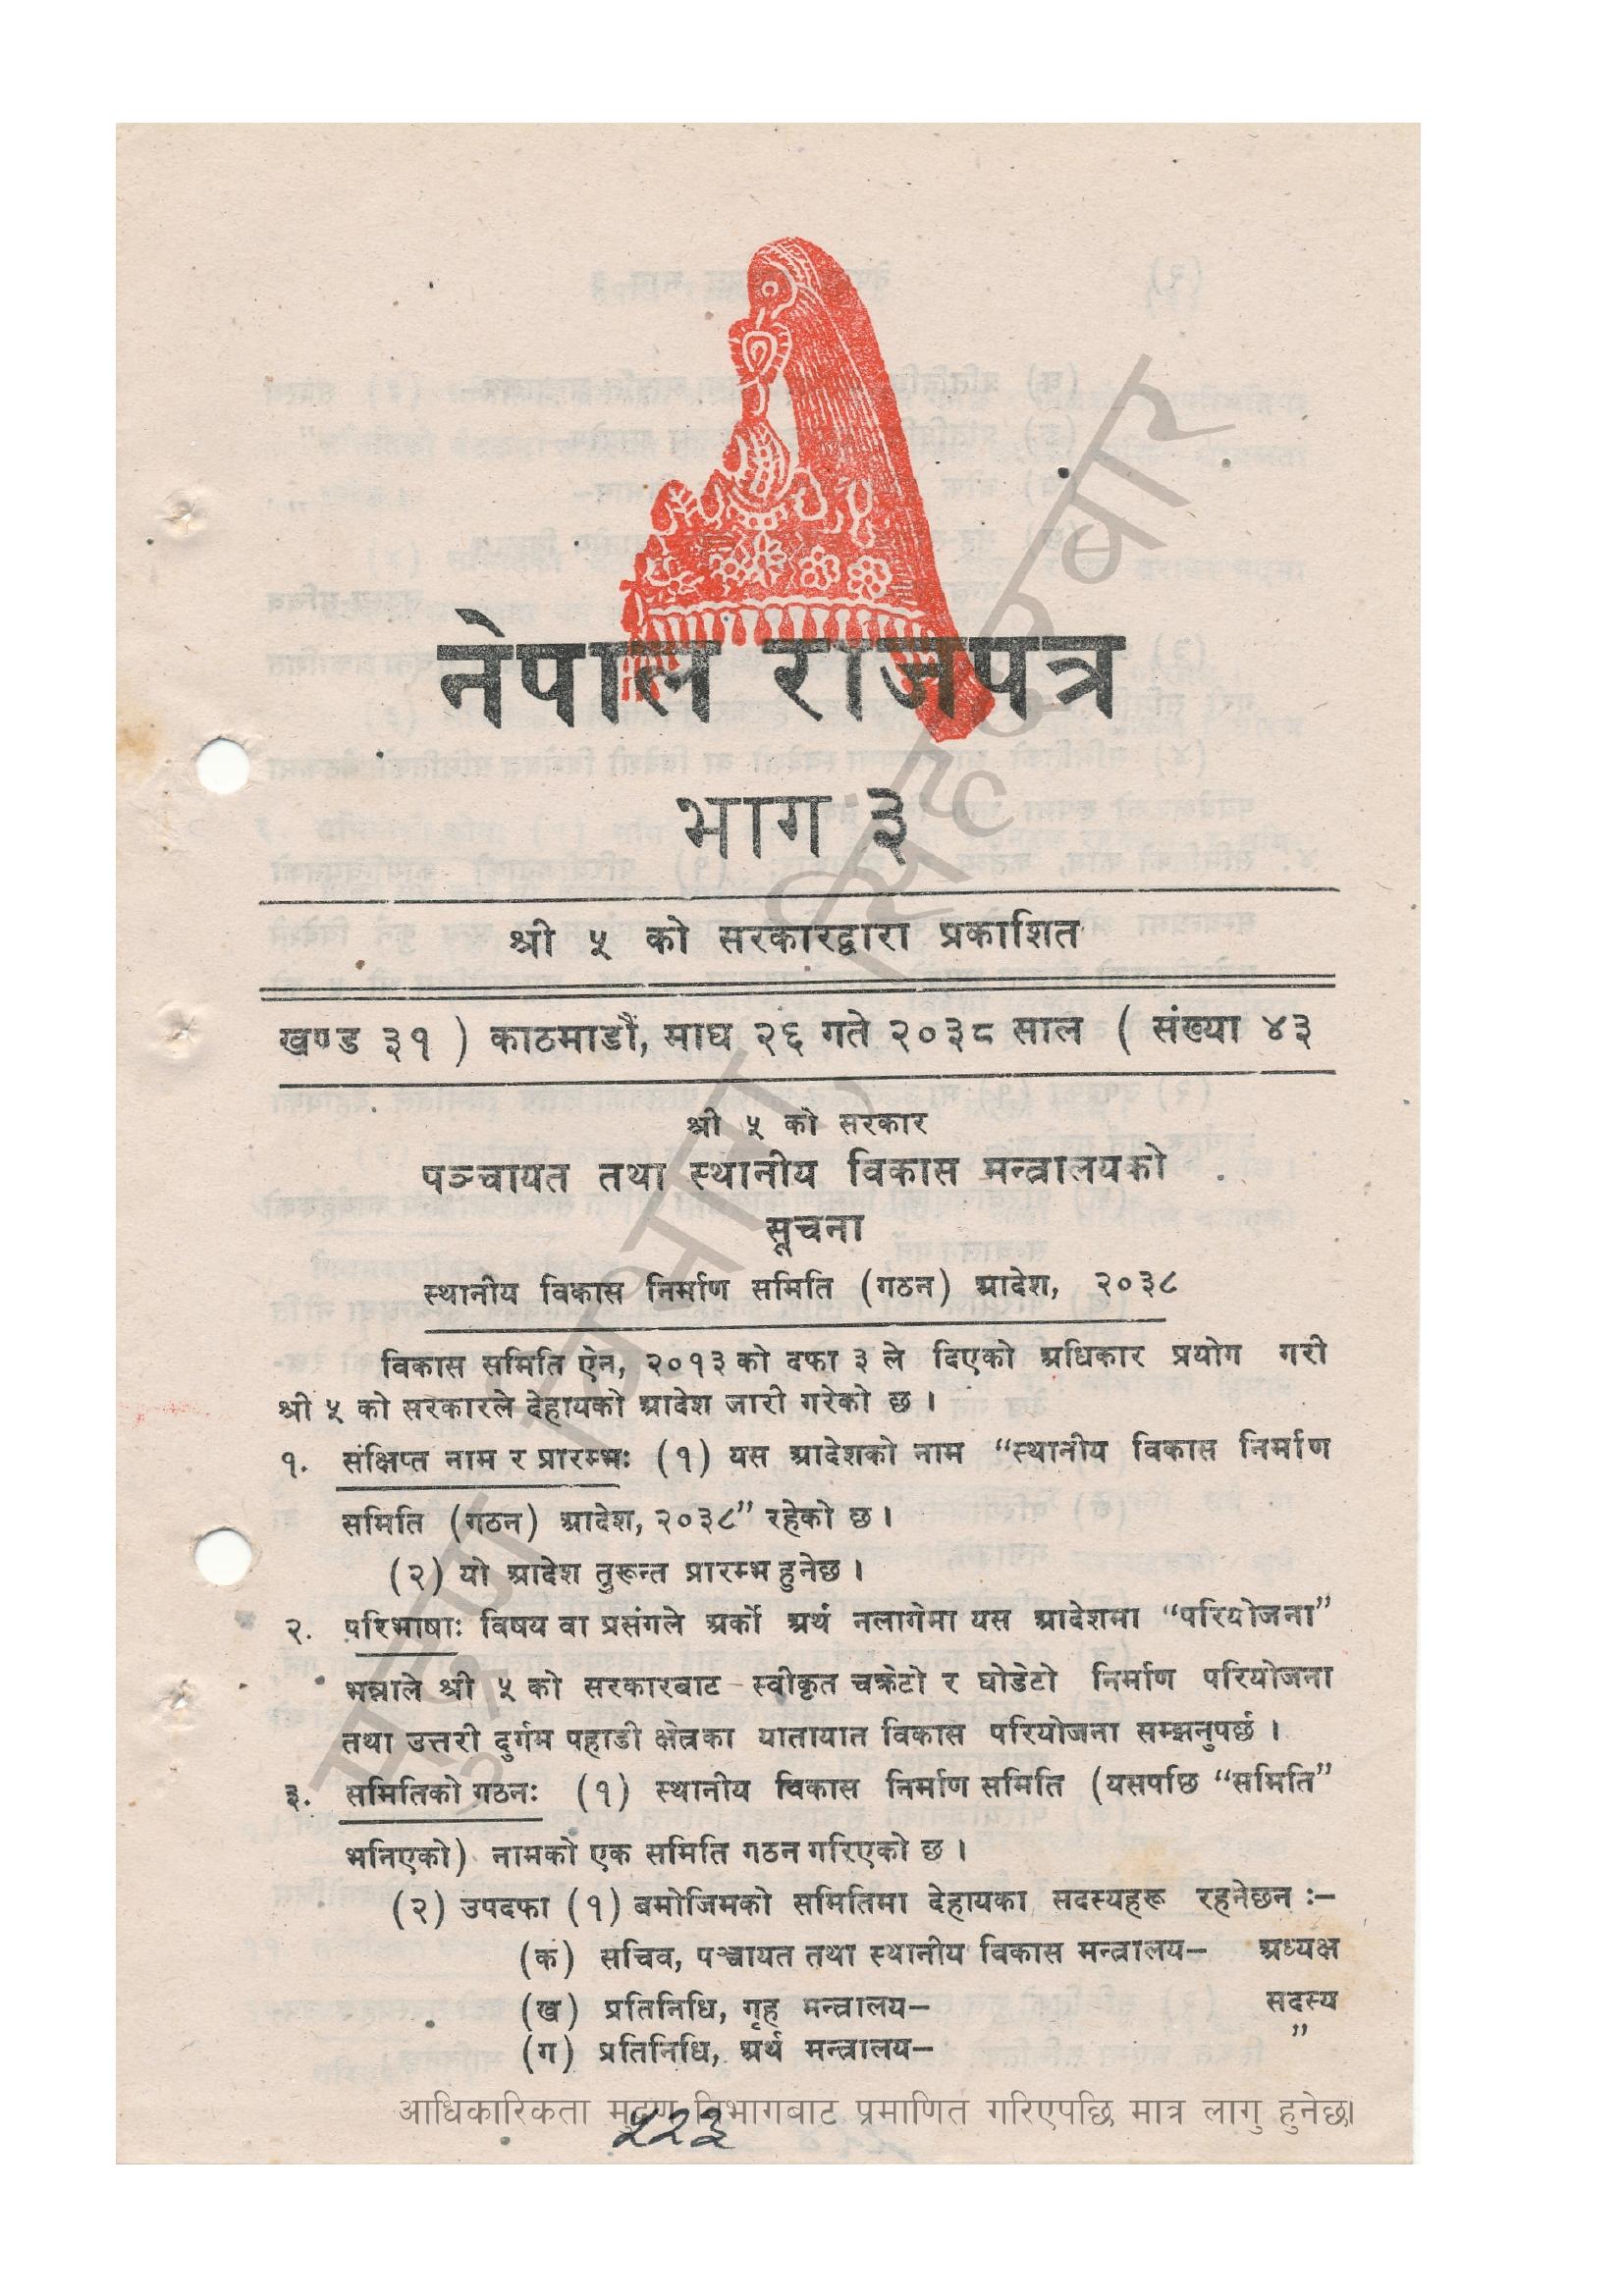 नेपाल राजपत्र
भाग ३
श्री ५ को सरकारद्वारा प्रकाशित
खण्ड ३१ ) काठमाडौं, माघ २६ गते २०३८ साल ( संख्या ४३
श्री ५ को सरकार
पञ्चायत तथा स्थानीय विकास मन्त्रालयको
सूचना
स्थानीय विकास निर्माण समिति (गठन) आदेश, २०३८
विकास समिति ऐन, २०१३ को दफा ३ ले दिएको अधिकार प्रयोग गरी
श्री ५ को सरकारले देहायको आदेश जारी गरेको छ ।
१. संक्षिप्त नाम र प्रारम्भः (१) यस आदेशको नाम “स्थानीय विकास निर्माण
समिति (गठन) आदेश, २०३८” रहेको छ ।
(२) यो आदेश तुरून्त प्रारम्भ हुनेछ ।
२. परिभाषाः विषय वा प्रसंगले अर्को अर्थ नलागेमा यस आदेशमा “परियोजना”
भन्नाले श्री ५ को सरकारबाट स्वीकृत चक्रेटो र घोडेटो निर्माण परियोजना
तथा उत्तरी दुर्गम पहाडी क्षेत्रका यातायात विकास परियोजना सम्झनुपर्छ ।
३. समितिको गठनः (१) स्थानीय विकास निर्माण समिति (यसपछि “समिति”
भनिएको) नामको एक समिति गठन गरिएको छ ।
(२) उपदफा (१) बमोजिमको समितिमा देहायका सदस्यहरू रहनेछन :–
(क) सचिव, पञ्चायत तथा स्थानीय विकास मन्त्रालय– अध्यक्ष
(ख) प्रतिनिधि, गृह मन्त्रालय– सदस्य
(ग) प्रतिनिधि, अर्थ मन्त्रालय– ”
आधिकारिकता मुद्रण विभागबाट प्रमाणित गरिएपछि मात्र लागु हुनेछ।
५२३
मुद्रण विभाग, सिंहदरवार